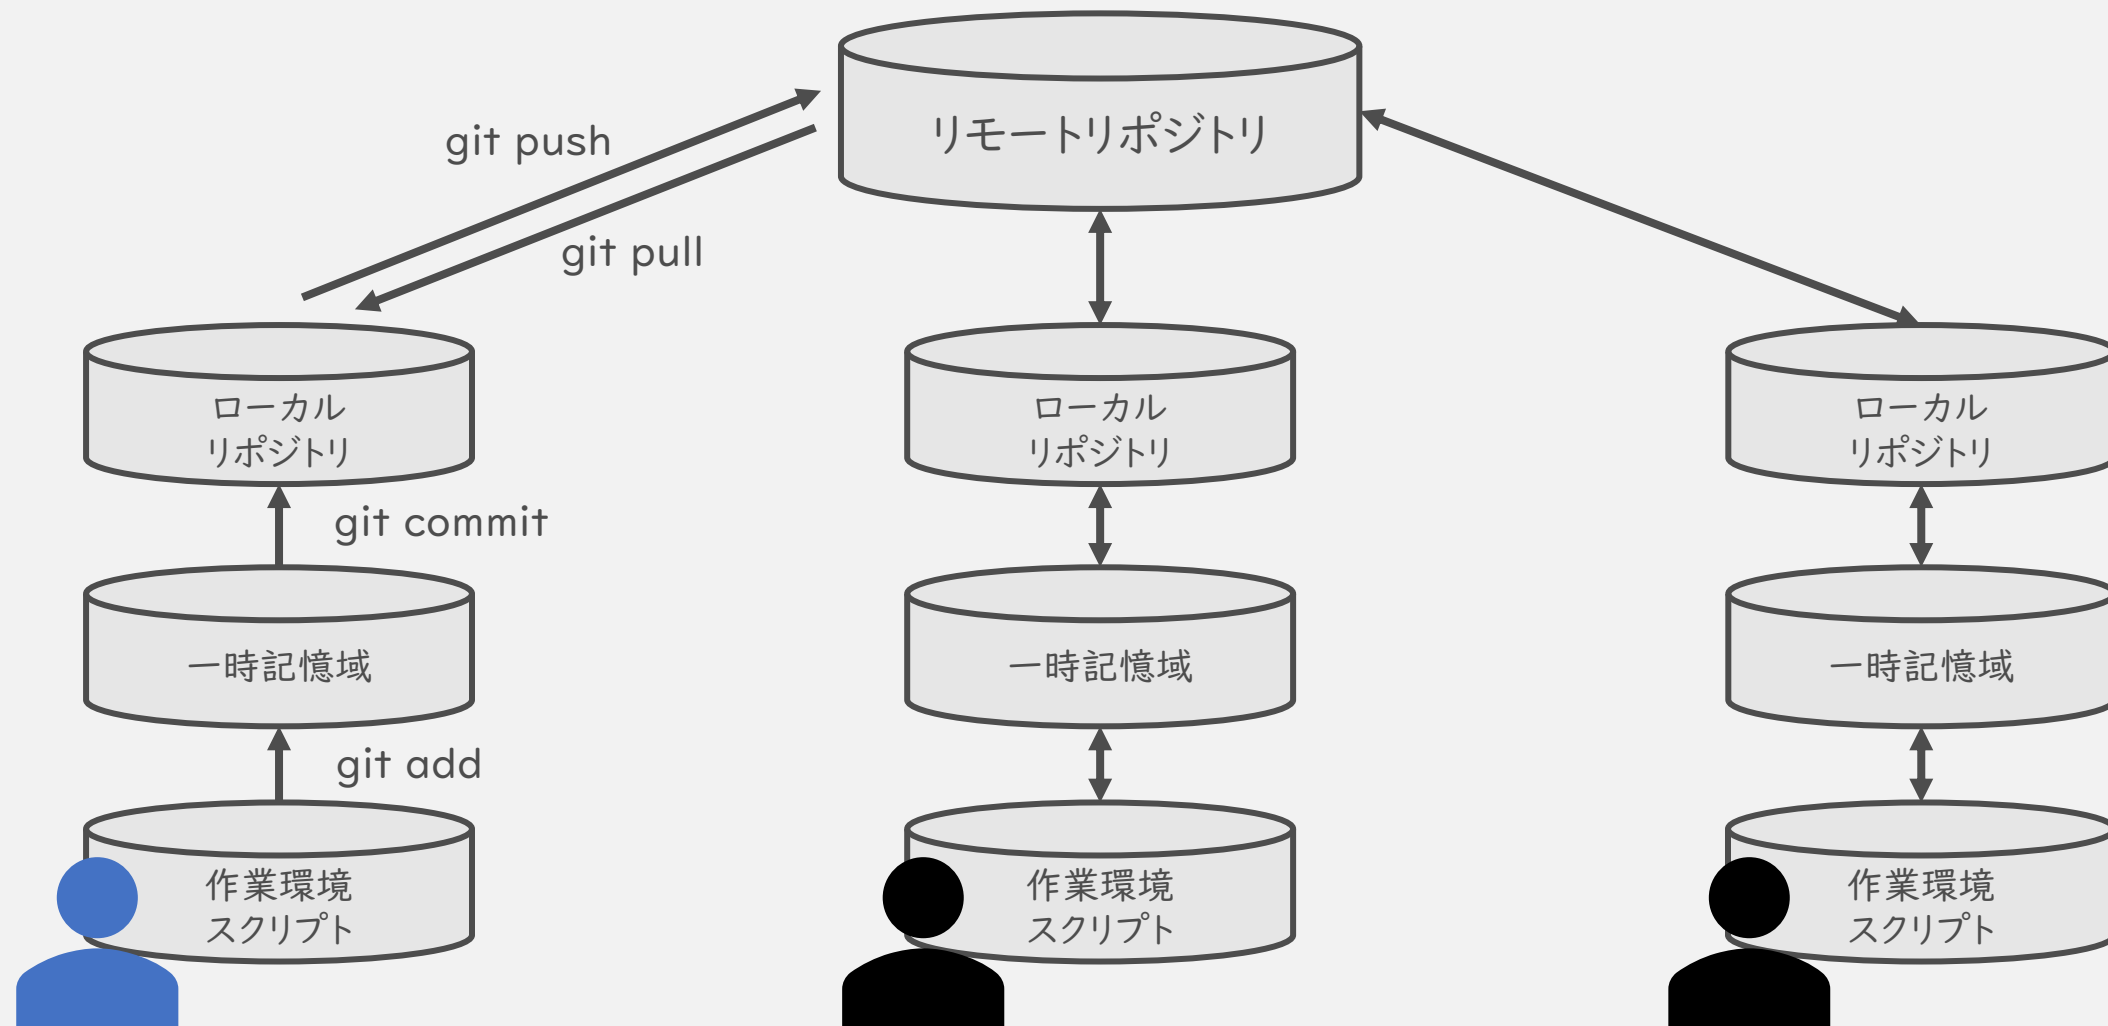 リモートリポジトリ
git push
git pull
ローカル
リポジトリ
ローカル
リポジトリ
ローカル
リポジトリ
git commit
一時記憶域
一時記憶域
一時記憶域
git add
作業環境
スクリプト
作業環境
スクリプト
作業環境
スクリプト